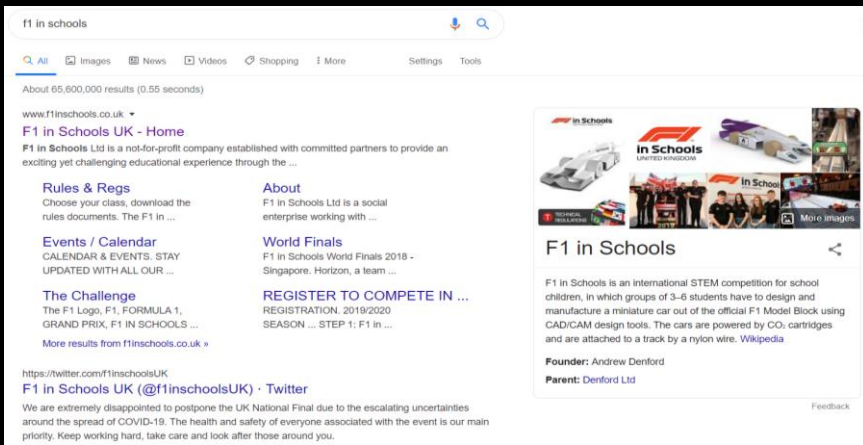 f1 in schools
All
Images
News
Videos
Shopping
More
Settings
Tools
About 65,600,000 results (0.55 seconds)
www.f1inschools.co.uk
F1 in Schools UK - Home
F1 in Schools Ltd is a not-for-profit company established with committed partners to provide an
exciting yet challenging educational experience through the ...
Rules & Regs
Choose your class, download the
rules documents. The F1 in ...
About
F1 in Schools Ltd is a social
enterprise working with ...
Events / Calendar
CALENDAR & EVENTS. STAY
UPDATED WITH ALL OUR ...
World Finals
F1 in Schools World Finals 2018 -
Singapore. Horizon, a team ...
The Challenge
The F1 Logo, F1, FORMULA 1,
GRAND PRIX, F1 IN SCHOOLS ...
REGISTER TO COMPETE IN ...
REGISTRATION. 2019/2020
SEASON ... STEP 1: F1 in ...
More results from f1inschools.co.uk »
https://twitter.com/f1inschoolsUK
F1 in Schools UK (@f1inschoolsUK) · Twitter
We are extremely disappointed to postpone the UK National Final due to the escalating uncertainties
around the spread of COVID-19. The health and safety of everyone associated with the event is our main
priority. Keep working hard, take care and look after those around you.
in Schools
in Schools
UNITED KINGDOM
in School
TECHNICAL
REGULATIONS
More images
F1 in Schools
F1 in Schools is an international STEM competition for school
children, in which groups of 3–6 students have to design and
manufacture a miniature car out of the official F1 Model Block using
CAD/CAM design tools. The cars are powered by CO₂ cartridges
and are attached to a track by a nylon wire. Wikipedia
Founder: Andrew Denford
Parent: Denford Ltd
Feedback